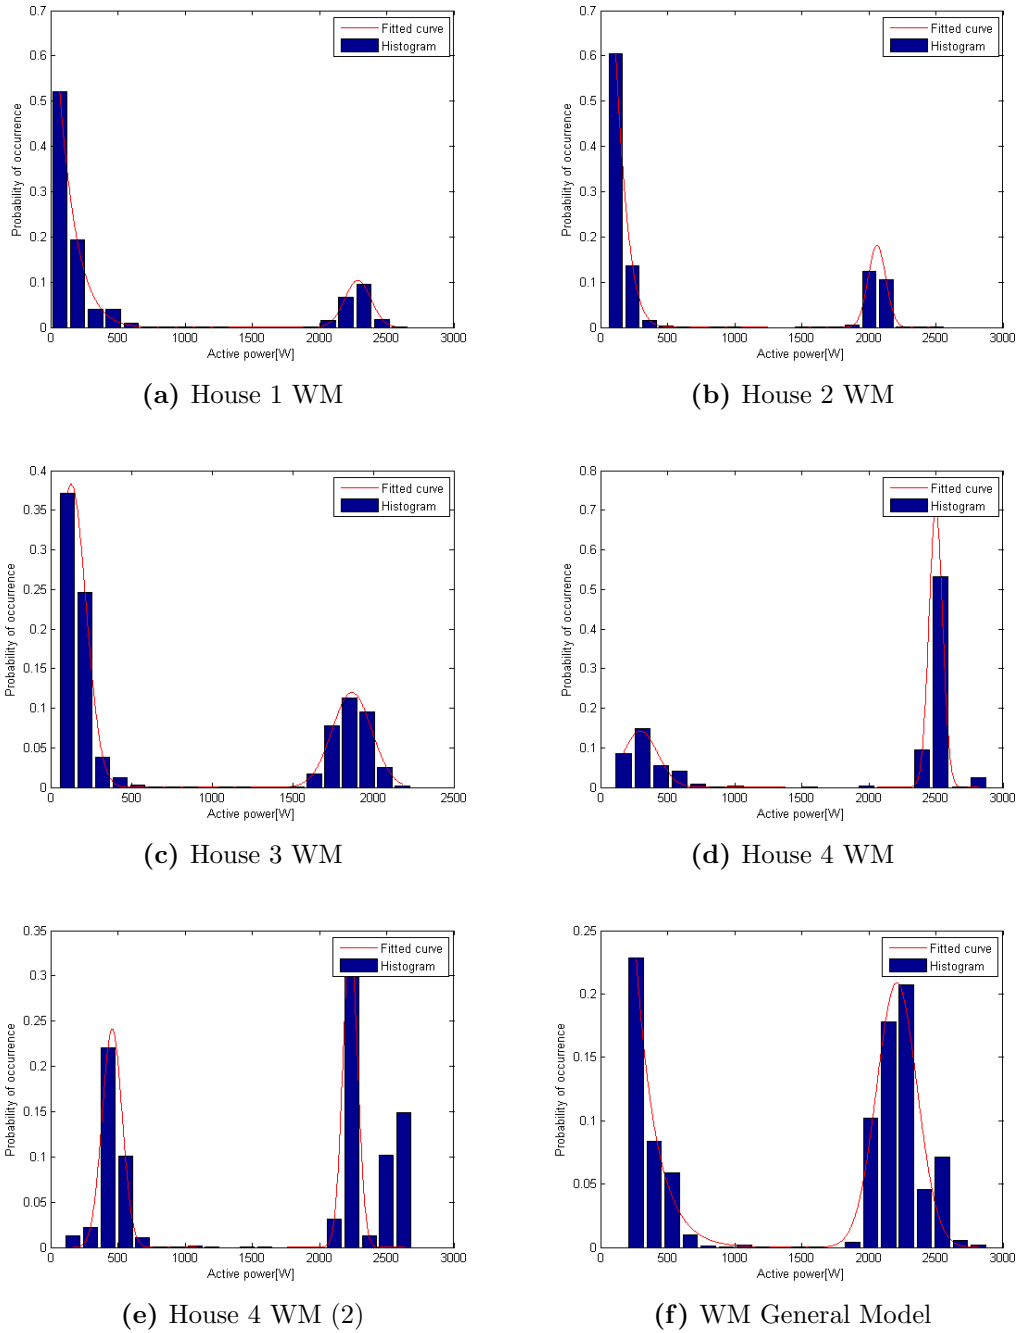 0.7
0.6
0.5
0.4
0.3
0.2
0.1
0
Probability of occurrence
Fitted curve
Histogram
0 500 1000 1500 2000 2500 3000
Active power[W]
(a) House 1 WM
0.7
0.6
0.5
0.4
0.3
0.2
0.1
0
Probability of occurrence
Fitted curve
Histogram
0 500 1000 1500 2000 2500 3000
Active power[W]
(b) House 2 WM
0.4
0.35
0.3
0.25
0.2
0.15
0.1
0.05
0
Probability of occurrence
Fitted curve
Histogram
0 500 1000 1500 2000 2500
Active power[W]
(c) House 3 WM
0.8
0.7
0.6
0.5
0.4
0.3
0.2
0.1
0
Probability of occurrence
Fitted curve
Histogram
0 500 1000 1500 2000 2500 3000
Active power[W]
(d) House 4 WM
0.35
0.3
0.25
0.2
0.15
0.1
0.05
0
Probability of occurrence
Fitted curve
Histogram
0 500 1000 1500 2000 2500 3000
Active power[W]
(e) House 4 WM (2)
0.25
0.2
0.15
0.1
0.05
0
Probability of occurrence
Fitted curve
Histogram
0 500 1000 1500 2000 2500 3000
Active power[W]
(f) WM General Model